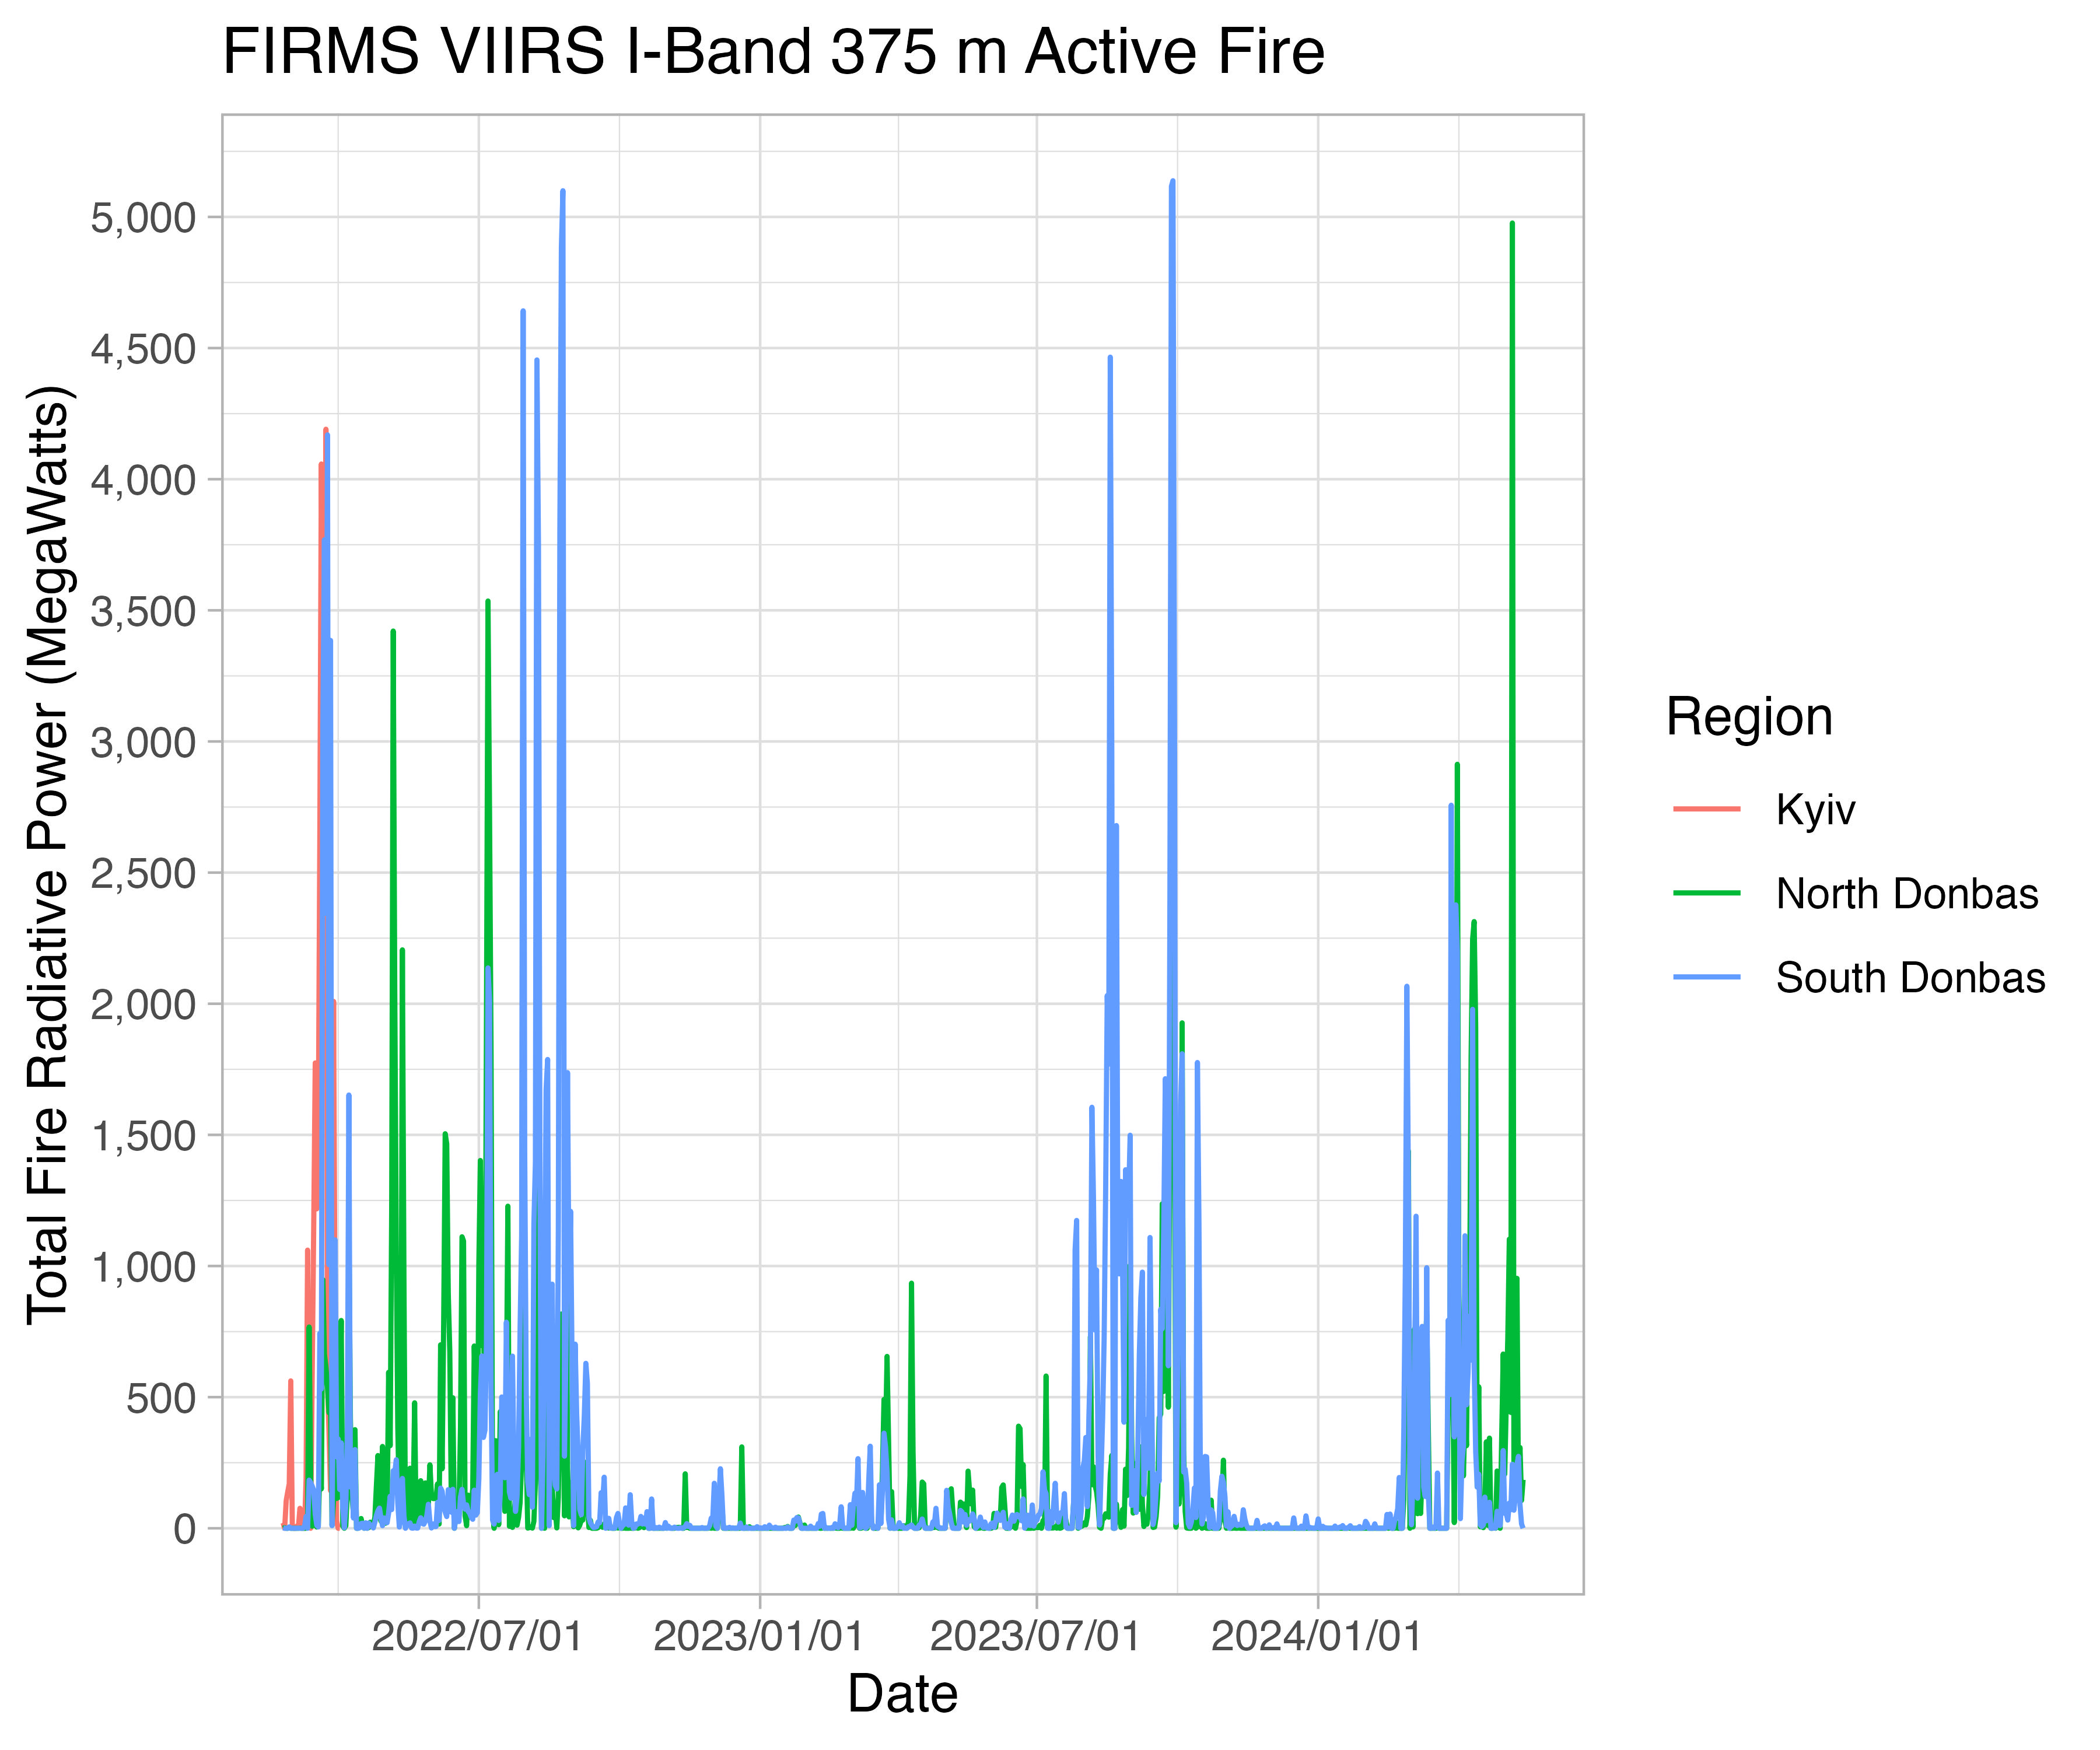 FIRMS VIIRS I-Band 375 m Active Fire
Total Fire Radiative Power (MegaWatts)
5,000
4,500
4,000
3,500
3,000
2,500
2,000
1,500
1,000
500
0
2022/07/01 2023/01/01 2023/07/01 2024/01/01
Date
Region
Kyiv
North Donbas
South Donbas